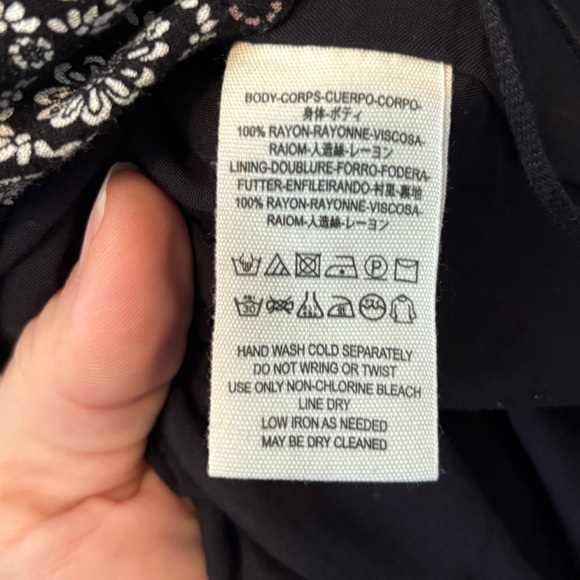 BODY-CORPS-CUERPO-CORPO-
身体-ボディ
100% RAYON-RAYONNE-VISCOSA-
RAIOM-人造絲-レーヨン
LINING-DOUBLURE-FORRO-FODERA-
FUTTER-ENFILEIRANDO-衬里-裏地
100% RAYON-RAYONNE-VISCOSA-
RAIOM-人造絲-レーヨン
P
30
HAND WASH COLD SEPARATELY
DO NOT WRING OR TWIST
USE ONLY NON-CHLORINE BLEACH
LINE DRY
LOW IRON AS NEEDED
MAY BE DRY CLEANED